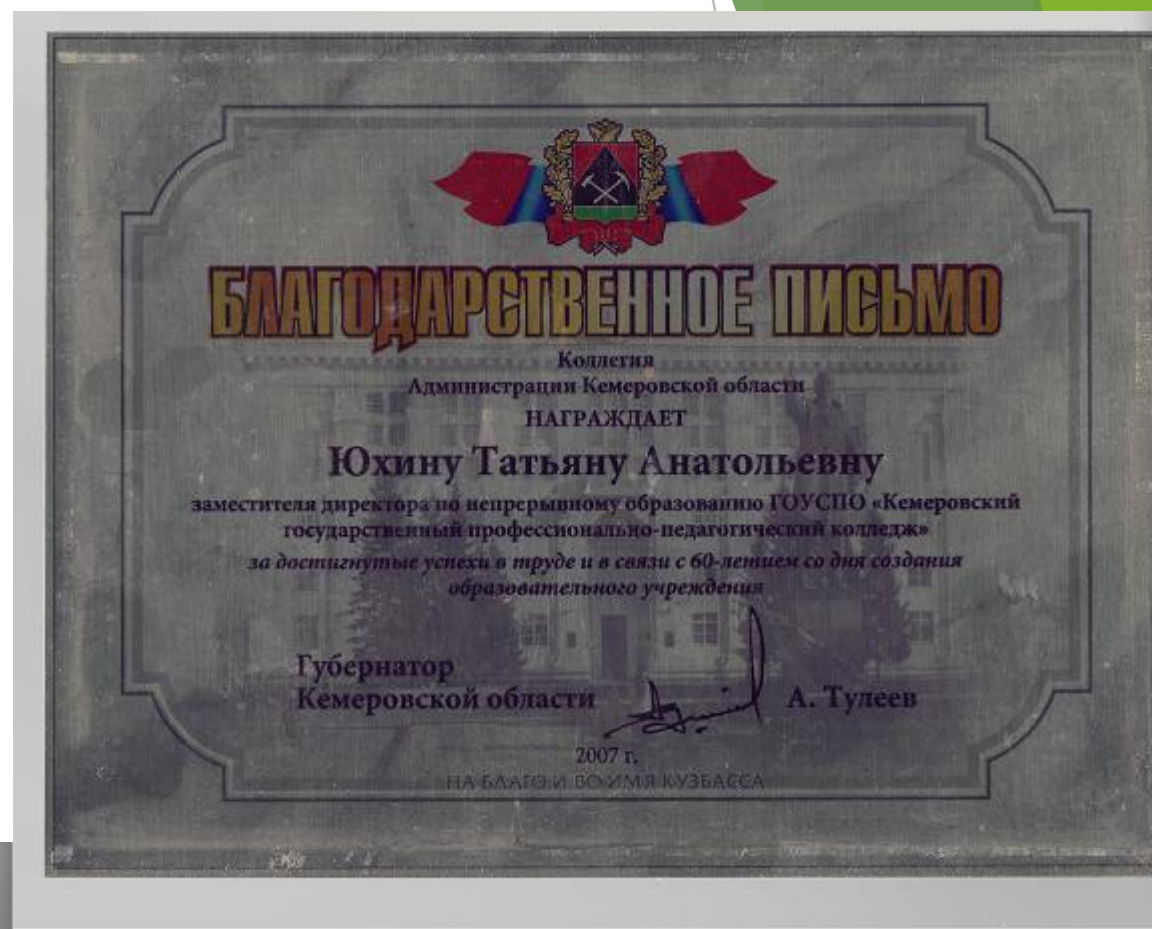 БЛАГОДАРСТВЕННОЕ ПИСЬМО
Коллегия
Администрации Кемеровской области
НАГРАЖДАЕТ
Юхину Татьяну Анатольевну
заместителя директора по непрерывному образованию ГОУСПО «Кемеровский
государственный профессионально-педагогический колледж»
за достигнутые успехи в труде и в связи с 60-летием со дня создания
образовательного учреждения
Губернатор
Кемеровской области
А. Тулеев
2007 г.
НА БЛАГО И ВО ИМЯ КУЗБАССА